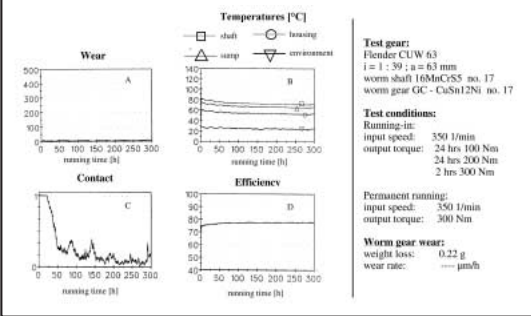 Temperatures [°C]
shaft
housing
sump
environment
Wear
500
400
300
200
100
0
A
0 50 100 150 200 250 300
running time [h]
140
120
100
80
60
40
20
0
B
0 50 100 150 200 250 300
running time [h]
Contact
1
0
C
0 50 100 150 200 250 300
running time [h]
Efficiency
100
90
80
70
60
50
40
D
0 50 100 150 200 250 300
running time [h]
Test gear:
Flender CUW 63
i = 1 : 39 ; a = 63 mm
worm shaft 16MnCrS5 no. 17
worm gear GC - CuSn12Ni no. 17
Test conditions:
Running-in:
input speed: 350 1/min
output torque: 24 hrs 100 Nm
24 hrs 200 Nm
2 hrs 300 Nm
Permanent running:
input speed: 350 1/min
output torque: 300 Nm
Worm gear wear:
weight loss: 0.22 g
wear rate: ---- µm/h